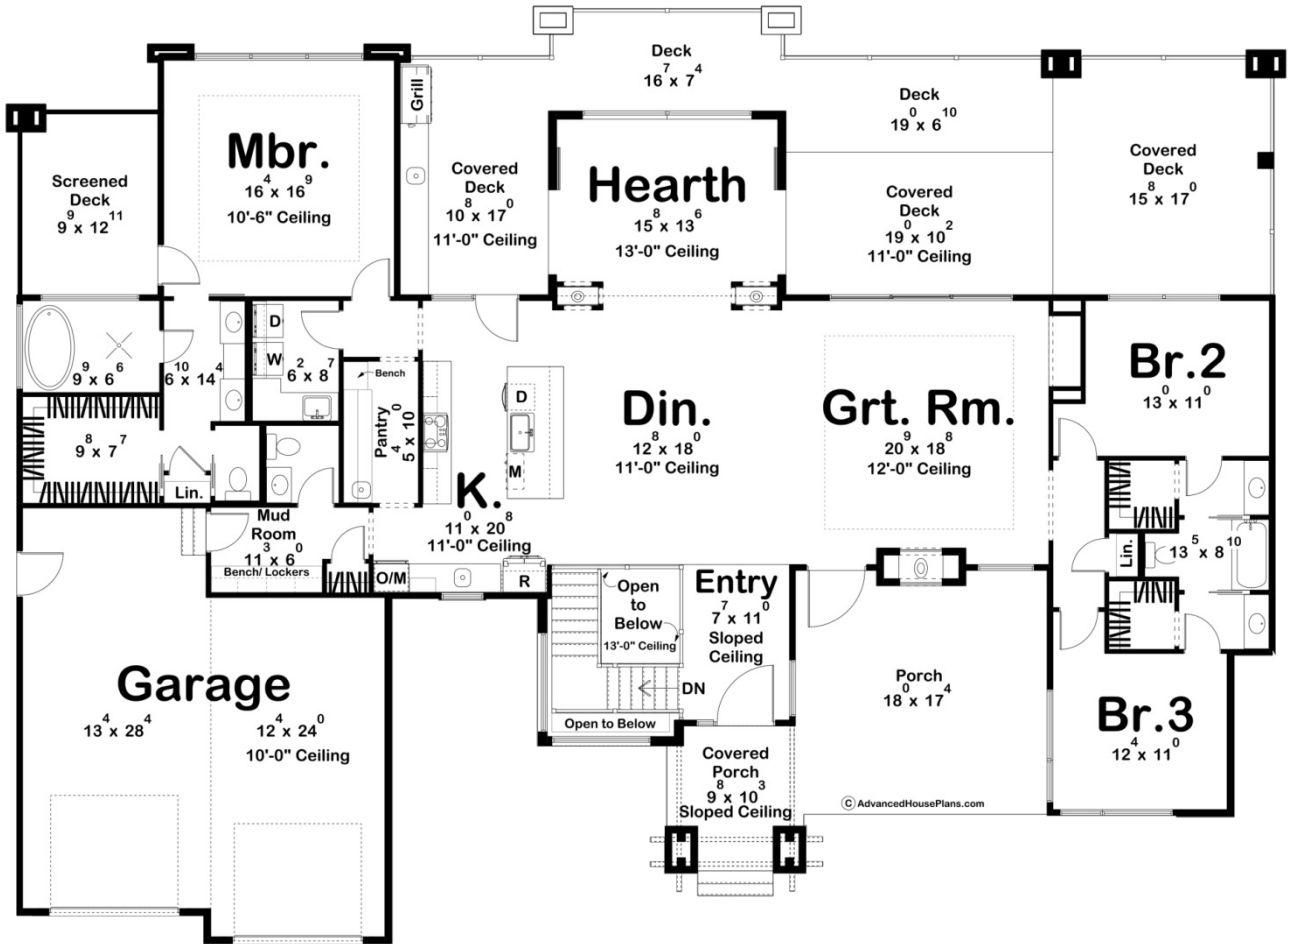 Deck
16⁷ x 7⁴
Grill
Deck
19⁰ x 6¹⁰
Mbr.
16⁴ x 16⁹
10'-6" Ceiling
Screened
Deck
9⁹ x 12¹¹
Covered
Deck
10⁸ x 17⁰
11'-0" Ceiling
Hearth
15⁸ x 13⁶
13'-0" Ceiling
Covered
Deck
19⁰ x 10²
11'-0" Ceiling
Covered
Deck
15⁸ x 17⁰
D
W
9⁹ x 6⁶
6¹⁰ x 14⁴
6² x 8⁷
Bench
Pantry
5⁴ x 10⁰
D
M
K.
11⁰ x 20⁸
11'-0" Ceiling
Din.
12⁸ x 18⁰
11'-0" Ceiling
Grt. Rm.
20⁹ x 18⁸
12'-0" Ceiling
Br.2
13⁰ x 11⁰
9⁸ x 7⁷
Lin.
Mud
Room
11³ x 6⁰
Bench/ Lockers
O/M
R
Lin.
13⁵ x 8¹⁰
Open
to
Below
13'-0" Ceiling
DN
Open to Below
Entry
7⁷ x 11⁰
Sloped
Ceiling
Garage
13⁴ x 28⁴
12⁴ x 24⁰
10'-0" Ceiling
Porch
18⁰ x 17⁴
Br.3
12⁴ x 11⁰
Covered
Porch
9⁸ x 10³
Sloped Ceiling
© AdvancedHousePlans.com